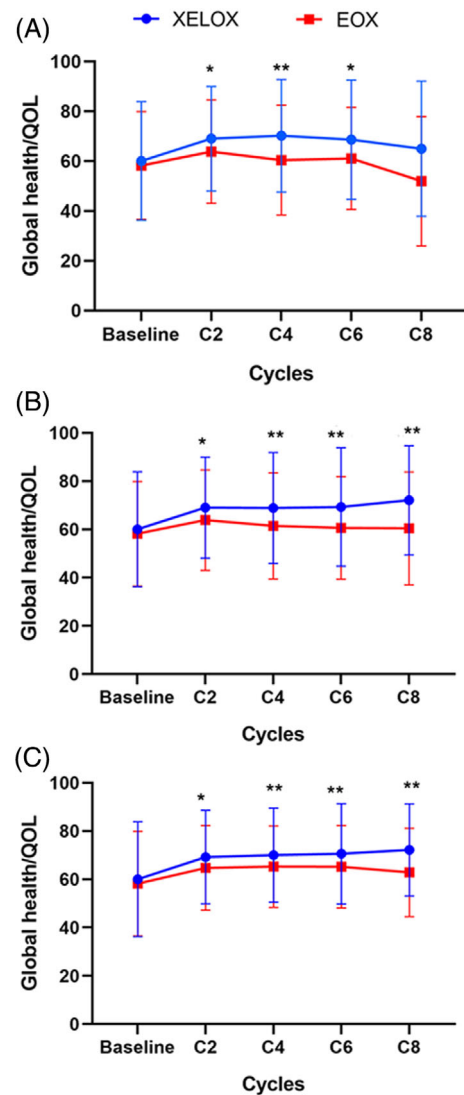 XELOX EOX
(A)
* ** *
100
80
60
40
20
0
Global health/QOL
Baseline C2 C4 C6 C8
Cycles
(B)
* ** ** **
100
80
60
40
20
0
Global health/QOL
Baseline C2 C4 C6 C8
Cycles
(C)
* ** ** **
100
80
60
40
20
0
Global health/QOL
Baseline C2 C4 C6 C8
Cycles